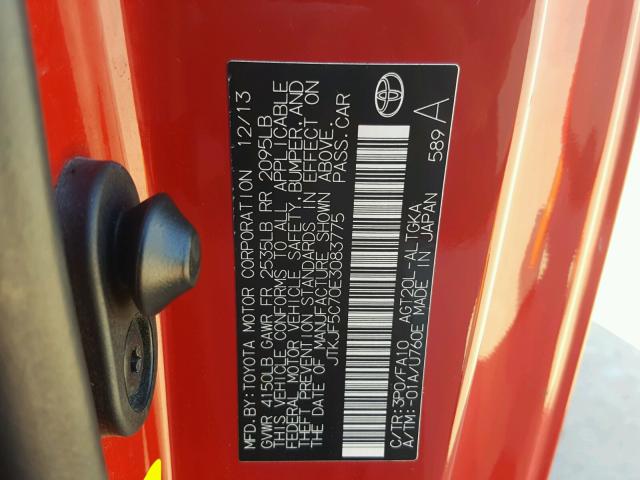 MFD.BY:TOYOTA MOTOR CORPORATION 12/13
GVWR 4150LB GAWR FR 2535LB RR 2095LB
THIS VEHICLE CONFORMS TO ALL APPLICABLE
FEDERAL MOTOR VEHICLE SAFETY, BUMPER, AND
THEFT PREVENTION STANDARDS IN EFFECT ON
THE DATE OF MANUFACTURE SHOWN ABOVE.
JTKJF5C7CE3083775 PASS.CAR
C/TR:3P0/FA10 AGT20L-ALTGKA
A/TM:-01A/U760E MADE IN JAPAN
589 A